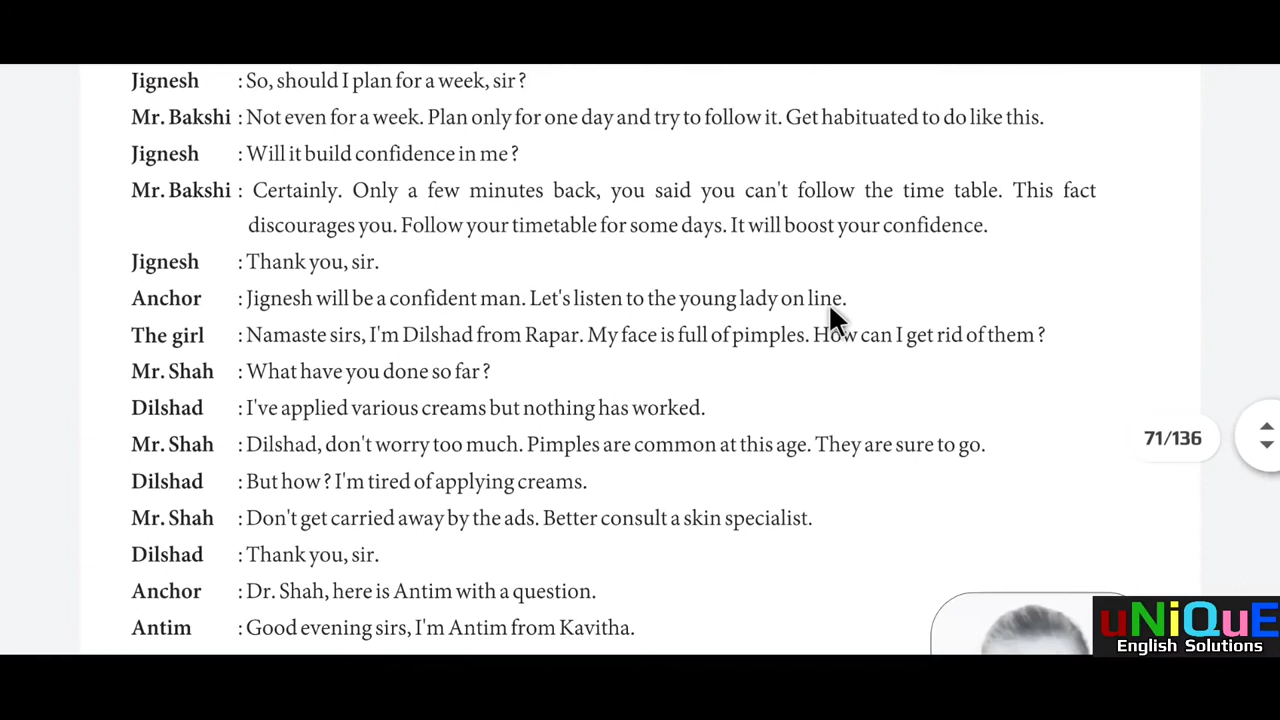 Jignesh : So, should I plan for a week, sir ?
Mr. Bakshi : Not even for a week. Plan only for one day and try to follow it. Get habituated to do like this.
Jignesh : Will it build confidence in me ?
Mr. Bakshi : Certainly. Only a few minutes back, you said you can't follow the time table. This fact
discourages you. Follow your timetable for some days. It will boost your confidence.
Jignesh : Thank you, sir.
Anchor : Jignesh will be a confident man. Let's listen to the young lady on line.
The girl : Namaste sirs, I'm Dilshad from Rapar. My face is full of pimples. How can I get rid of them ?
Mr. Shah : What have you done so far ?
Dilshad : I've applied various creams but nothing has worked.
Mr. Shah : Dilshad, don't worry too much. Pimples are common at this age. They are sure to go.
71/136
Dilshad : But how ? I'm tired of applying creams.
Mr. Shah : Don't get carried away by the ads. Better consult a skin specialist.
Dilshad : Thank you, sir.
Anchor : Dr. Shah, here is Antim with a question.
Antim : Good evening sirs, I'm Antim from Kavitha.
uNiQuE
English Solutions